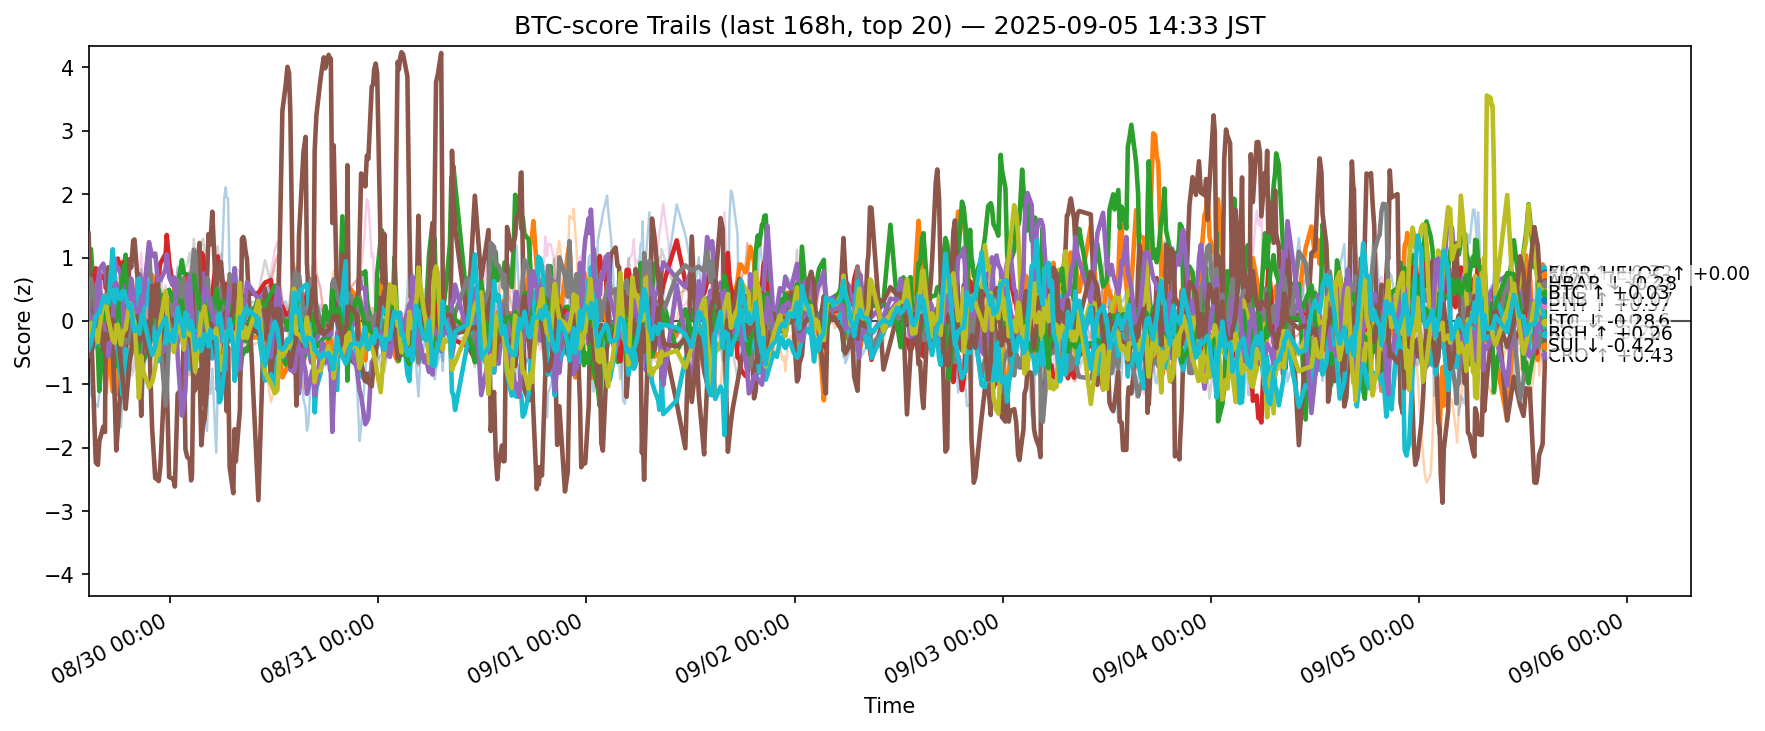 BTC-score Trails (last 168h, top 20) — 2025-09-05 14:33 JST
Score (z)
4
3
2
1
0
−1
−2
−3
−4
↑ +0.00
BTC ↑ +0.03
BCH ↑ +0.26
SUI ↓ -0.42
CRO ↑ +0.43
08/30 00:00
08/31 00:00
09/01 00:00
09/02 00:00
09/03 00:00
09/04 00:00
09/05 00:00
09/06 00:00
Time